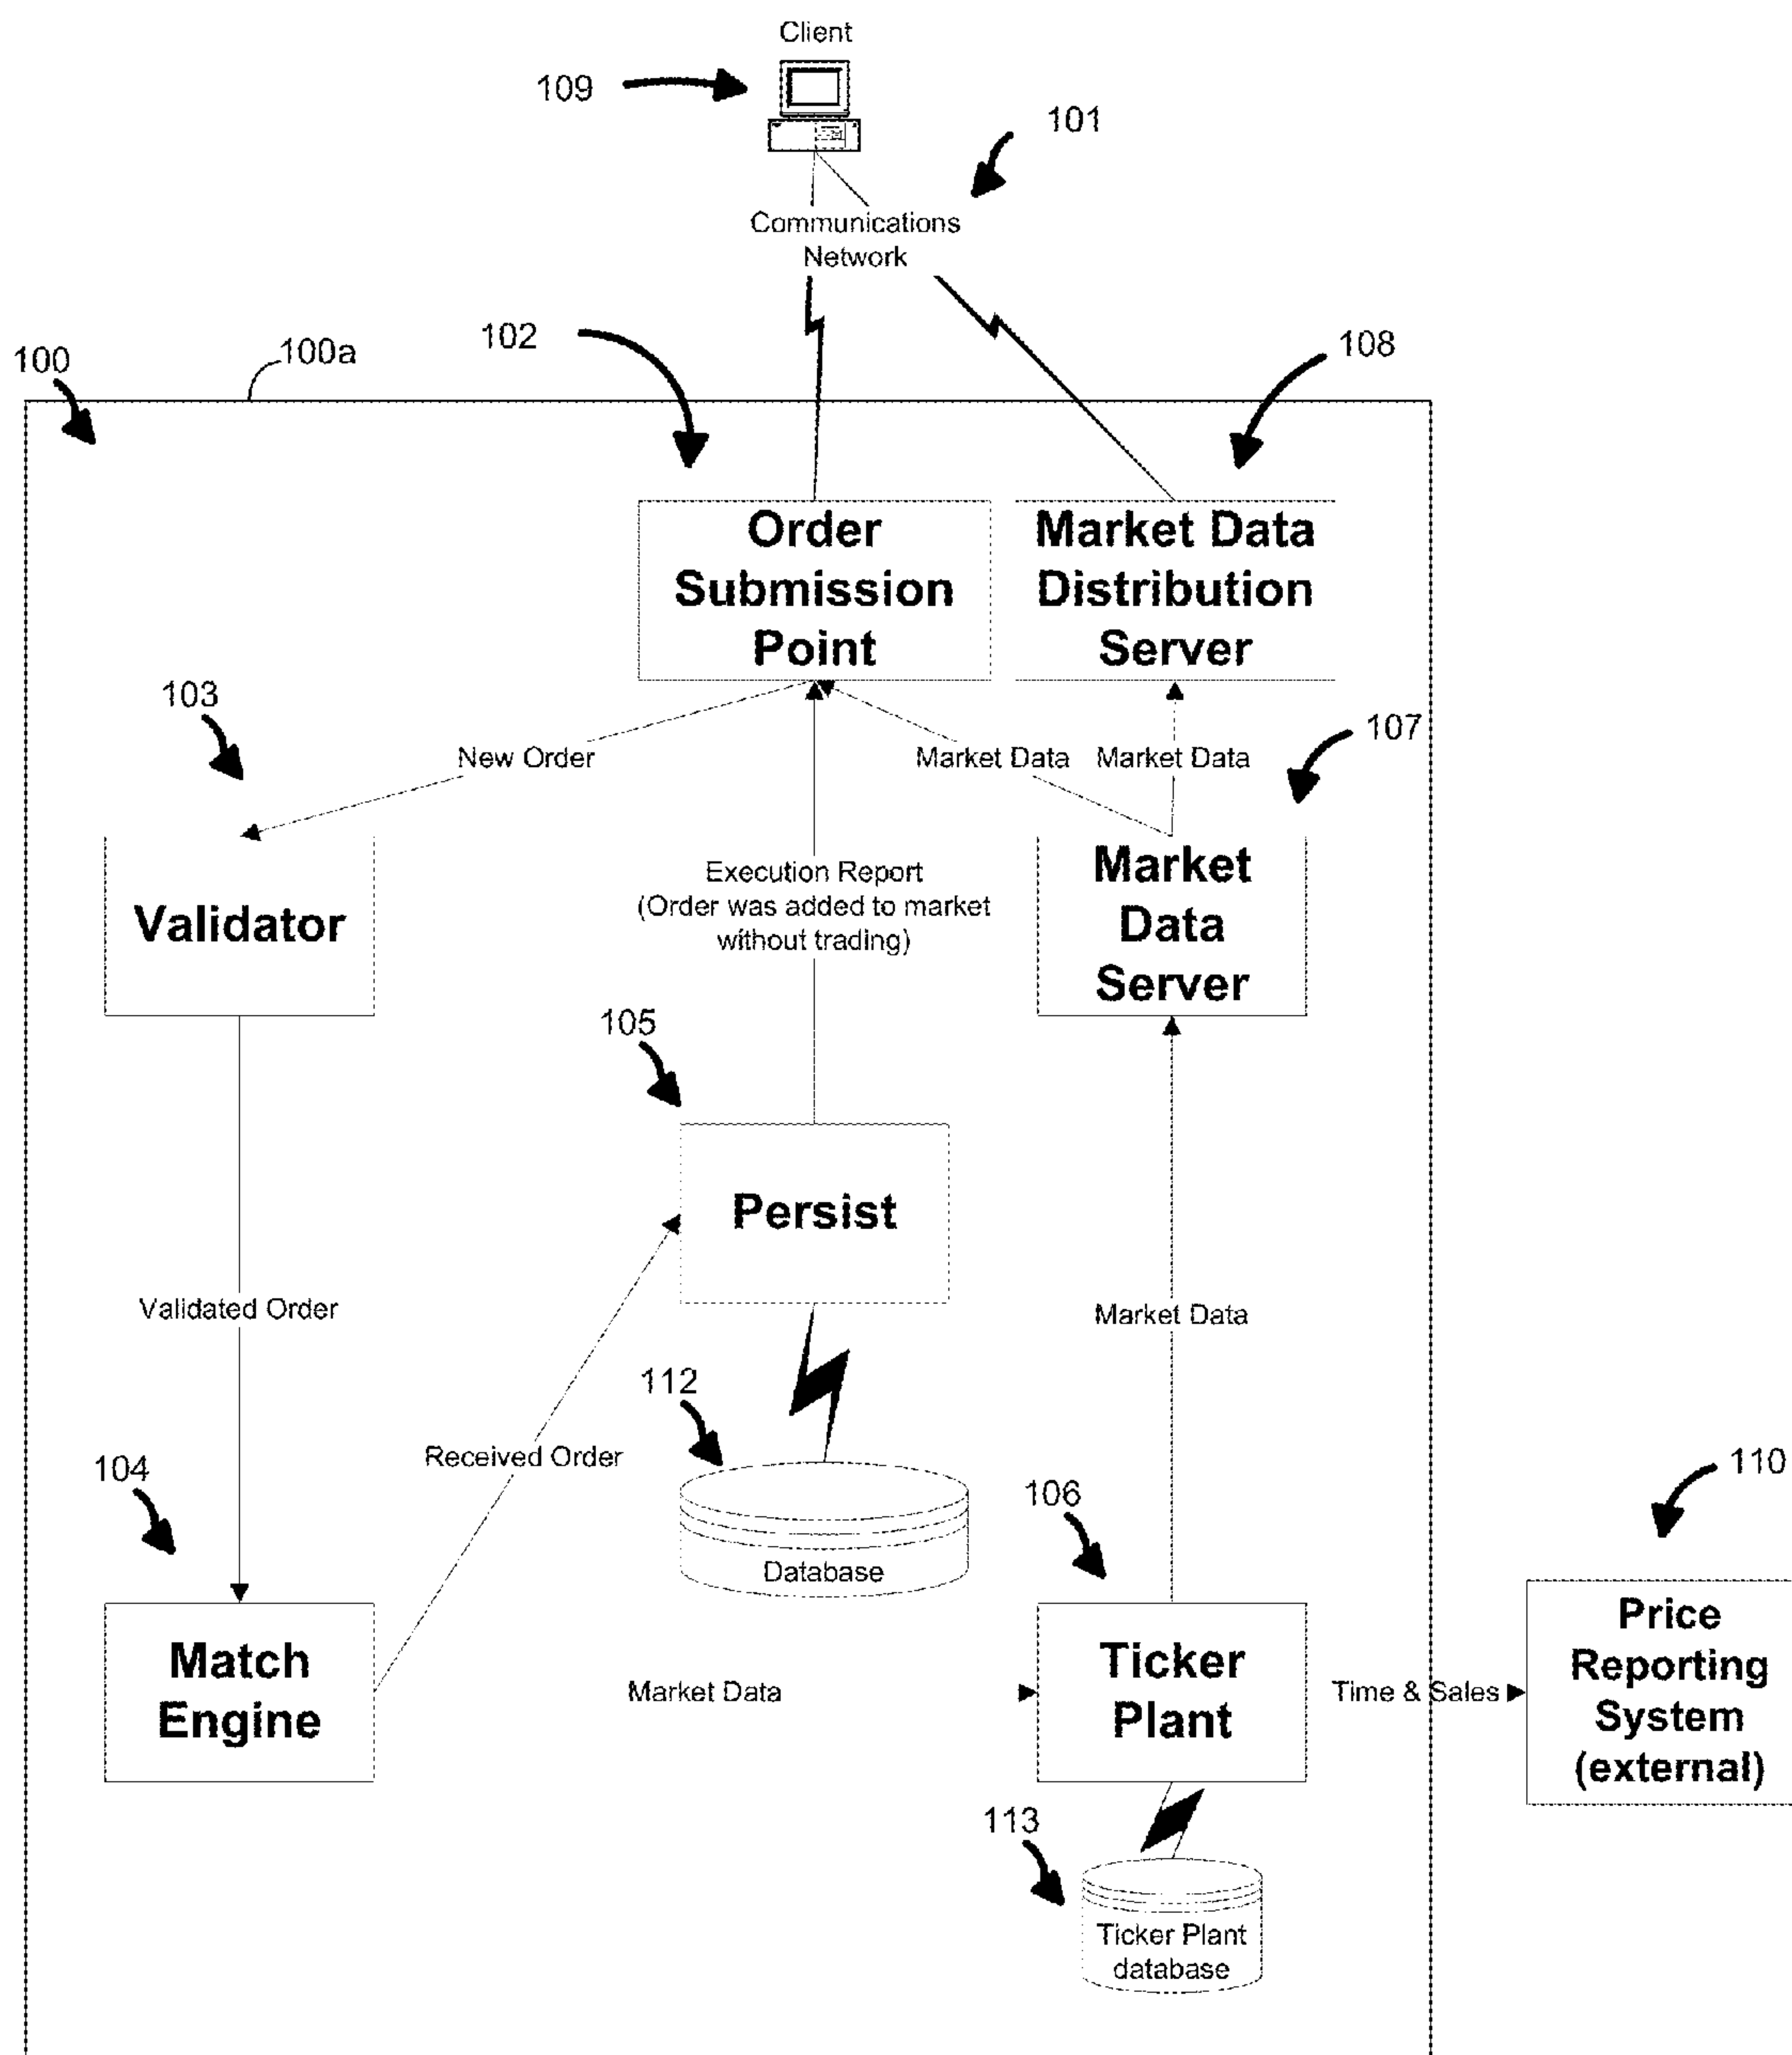 Client
109
101
Communications
Network
102
108
100
100a
Order
Submission
Point
Market Data
Distribution
Server
103
107
New Order
Market Data
Market Data
Validator
Execution Report
(Order was added to market
without trading)
Market
Data
Server
105
Persist
Validated Order
Market Data
112
104
Received Order
110
106
Database
Match
Engine
Market Data
Ticker
Plant
Time & Sales
Price
Reporting
System
(external)
113
Ticker Plant
database